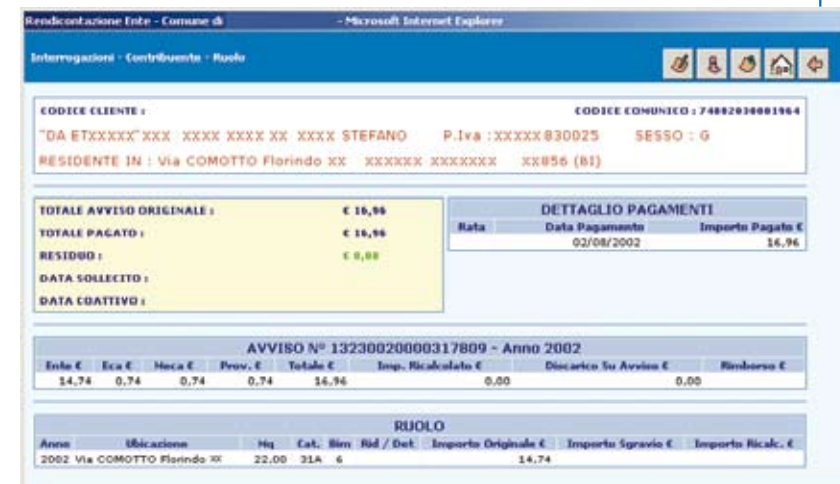 Rendicontazione Ente - Comune di - Microsoft Internet Explorer
Interrogazioni - Contribuente - Ruolo
CODICE CLIENTE : CODICE COMUNICO : 74002030001964
"DA ETXXXXX"XXX XXXX XXXX XX XXXX STEFANO P.Iva : XXXXX 830025 SESSO : G
RESIDENTE IN : Via COMOTTO Florindo XX XXXXXX XXXXXXX XX856 (BI)
TOTALE AVVISO ORIGINALE : € 16,96
TOTALE PAGATO : € 16,96
RESIDUO : € 0,00
DATA SOLLECITO :
DATA COATTIVO :
DETTAGLIO PAGAMENTI
Rata Data Pagamento Importo Pagato €
02/08/2002 16,96
AVVISO Nº 13230020000317809 - Anno 2002
Ente € Eca € Meca € Prov. € Totale € Imp. Ricalcolato € Discarico Su Avviso € Rimborso €
14,74 0,74 0,74 0,74 16,96 0,00 0,00
RUOLO
Anno Ubicazione Mq Cat. Bim Rid / Det Importo Originale € Importo Sgravio € Importo Ricalc. €
2002 Via COMOTTO Florindo XX 22,00 31A 6 14,74